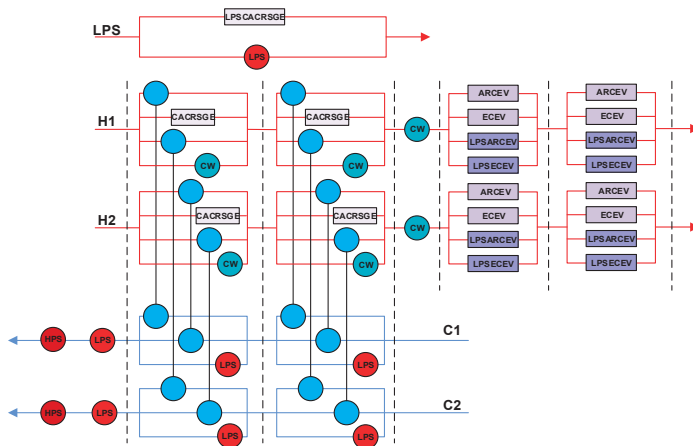 LPSCACRSGE
LPS
LPS
ARCEV ARCEV
H1 CACRSGE CACRSGE CW ECEV ECEV
LPSARCEV LPSARCEV
CW CW LPSECEV LPSECEV
ARCEV ARCEV
H2 CACRSGE CACRSGE CW ECEV ECEV
LPSARCEV LPSARCEV
CW CW LPSECEV LPSECEV
HPS LPS C1
LPS LPS
HPS LPS C2
LPS LPS